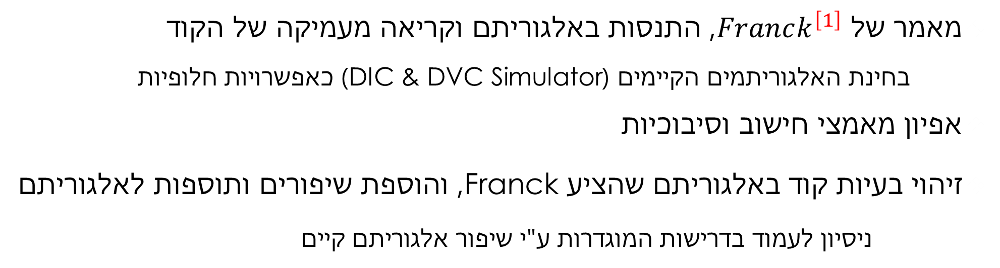 מאמר של Franck[1], התנסות באלגוריתם וקריאה מעמיקה של הקוד
בחינת האלגוריתמים הקיימים (DIC & DVC Simulator) כאפשרויות חלופיות
אפיון מאמצי חישוב וסיבוכיות
זיהוי בעיות קוד באלגוריתם שהציע Franck, והוספת שיפורים ותוספות לאלגוריתם
ניסיון לעמוד בדרישות המוגדרות ע"י שיפור אלגוריתם קיים